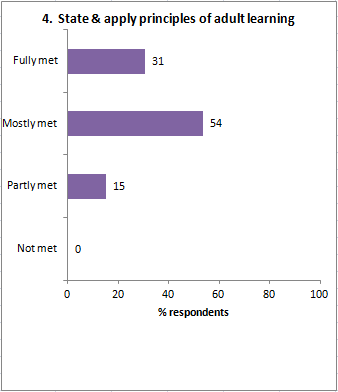 4. State & apply principles of adult learning
Fully met 31
Mostly met 54
Partly met 15
Not met 0
0 20 40 60 80 100
% respondents